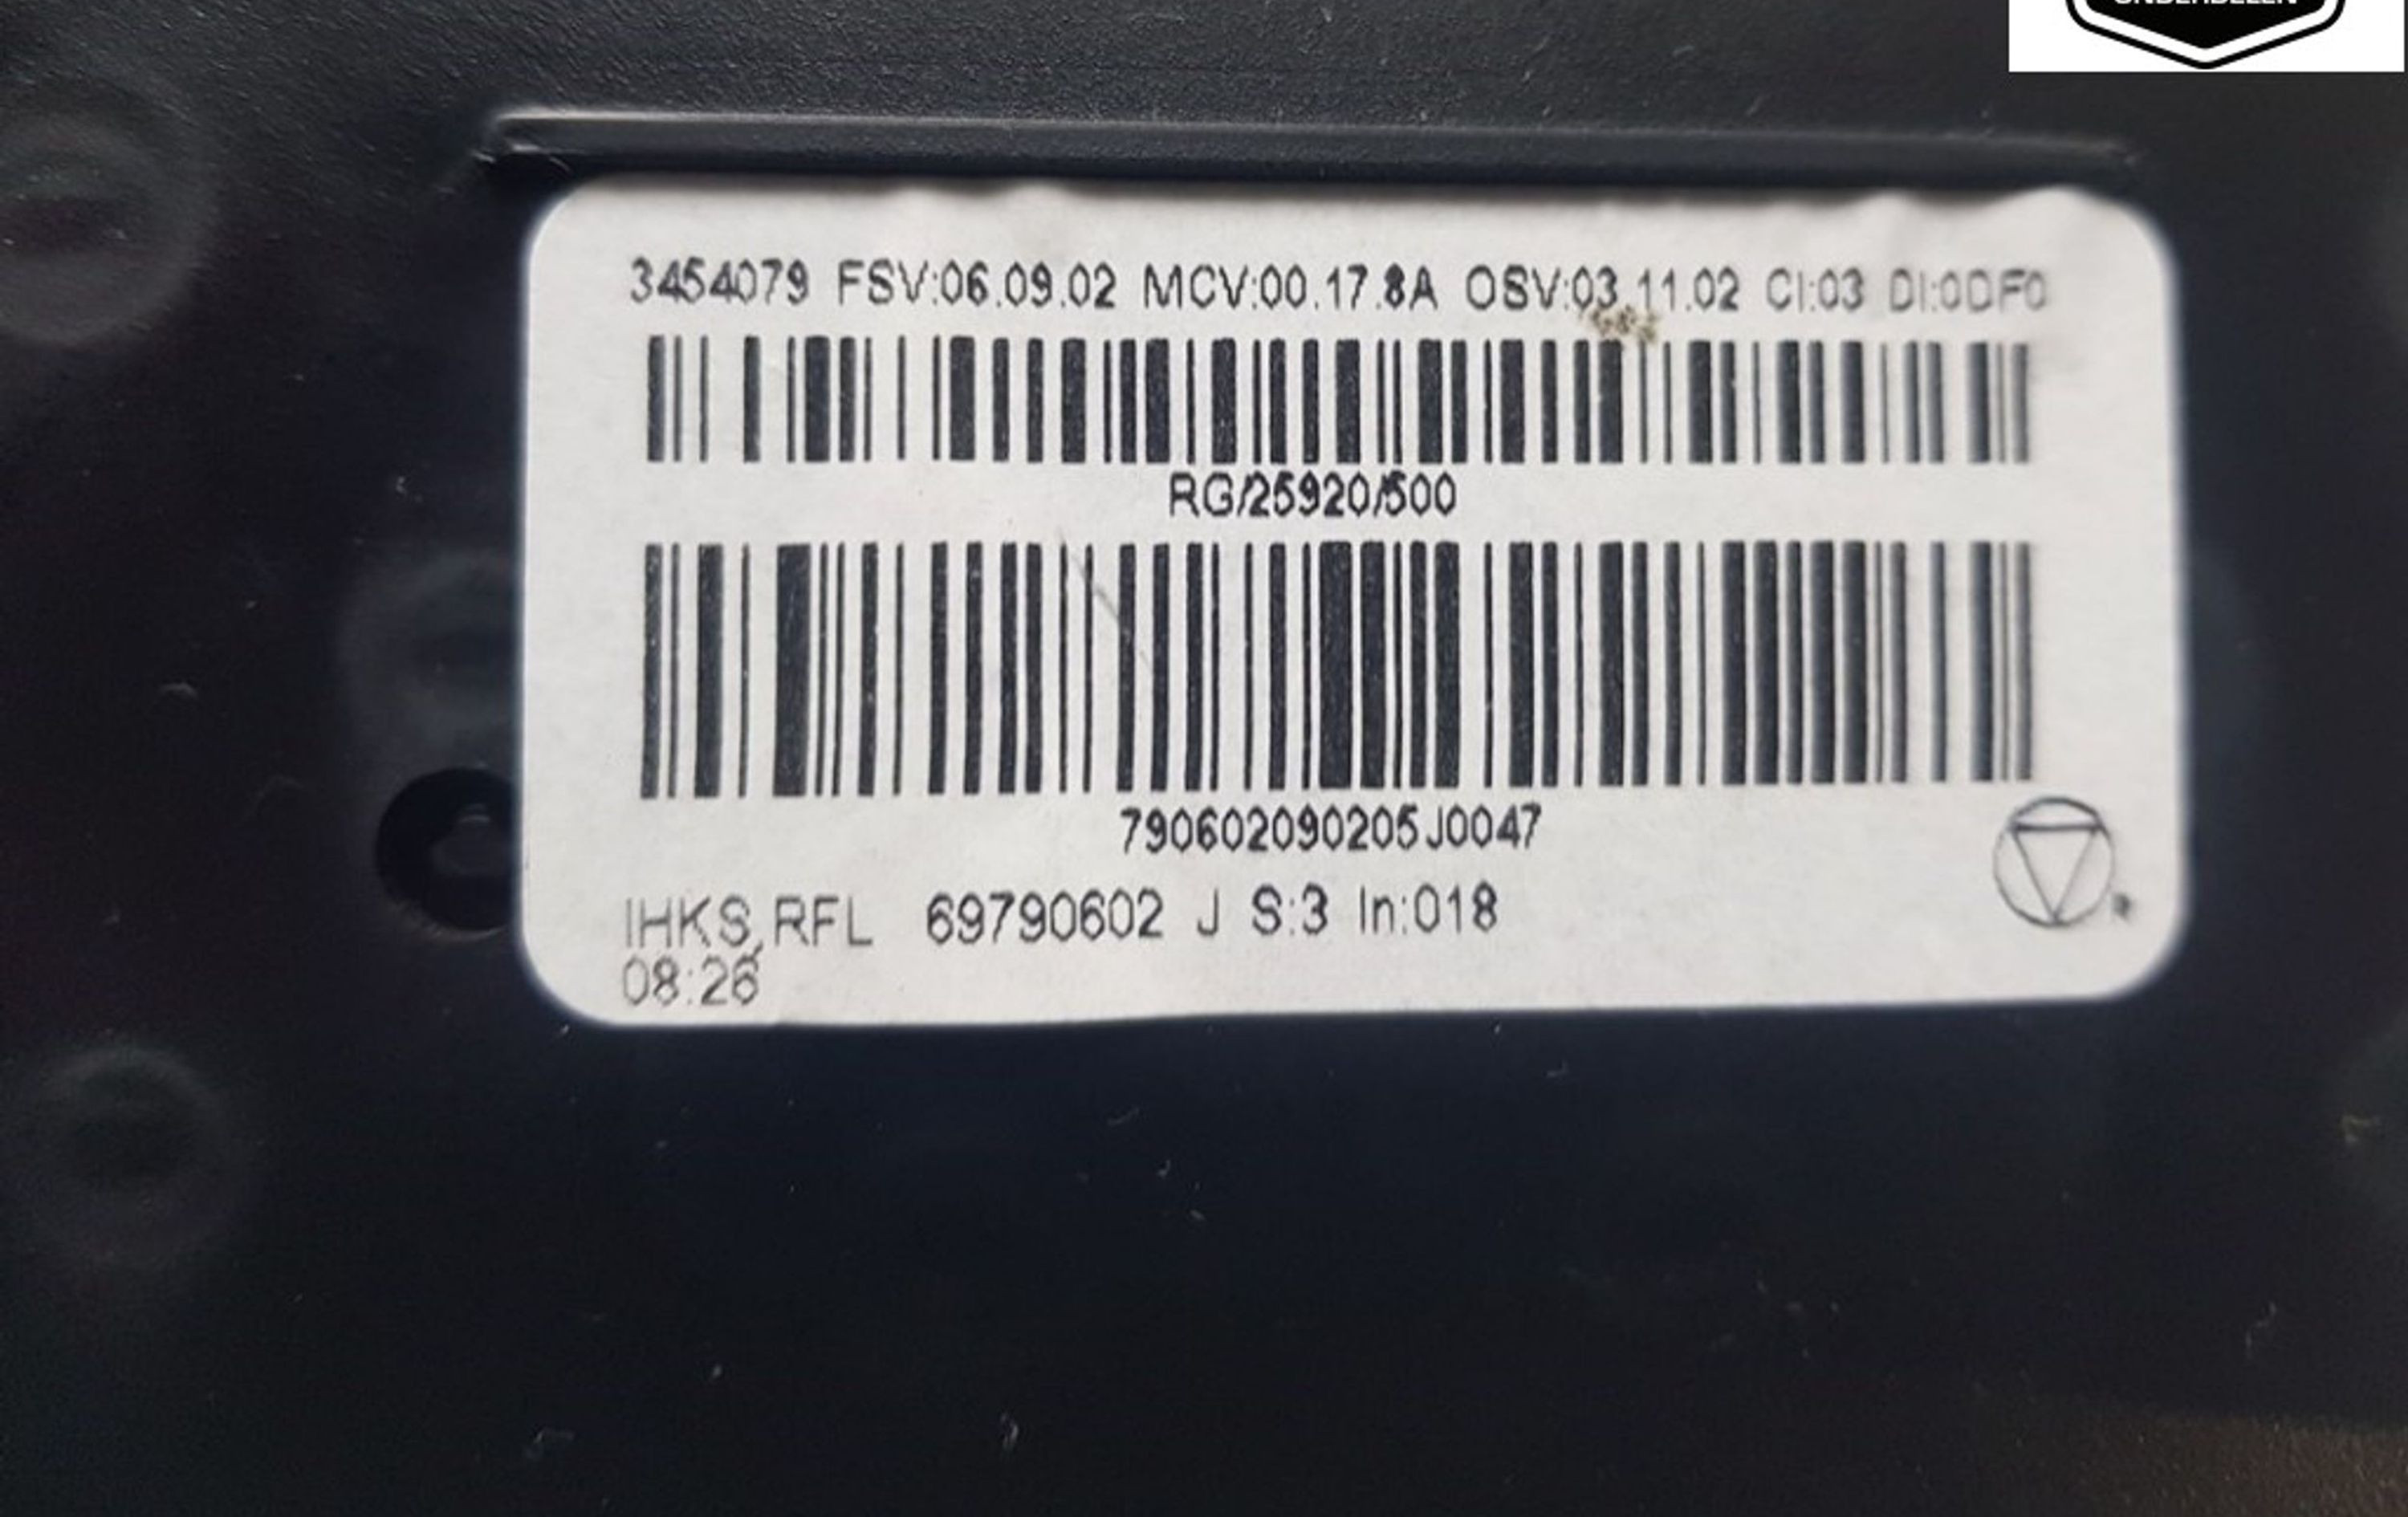 ONDERDELEN
3454079 FSV:06.09.02 MCV:00.17.8A OSV:03.11.02 CI:03 DI:0DF0
RG/25920/500
790602090205J0047
IHKS,RFL 69790602 J S:3 In:018
08:26